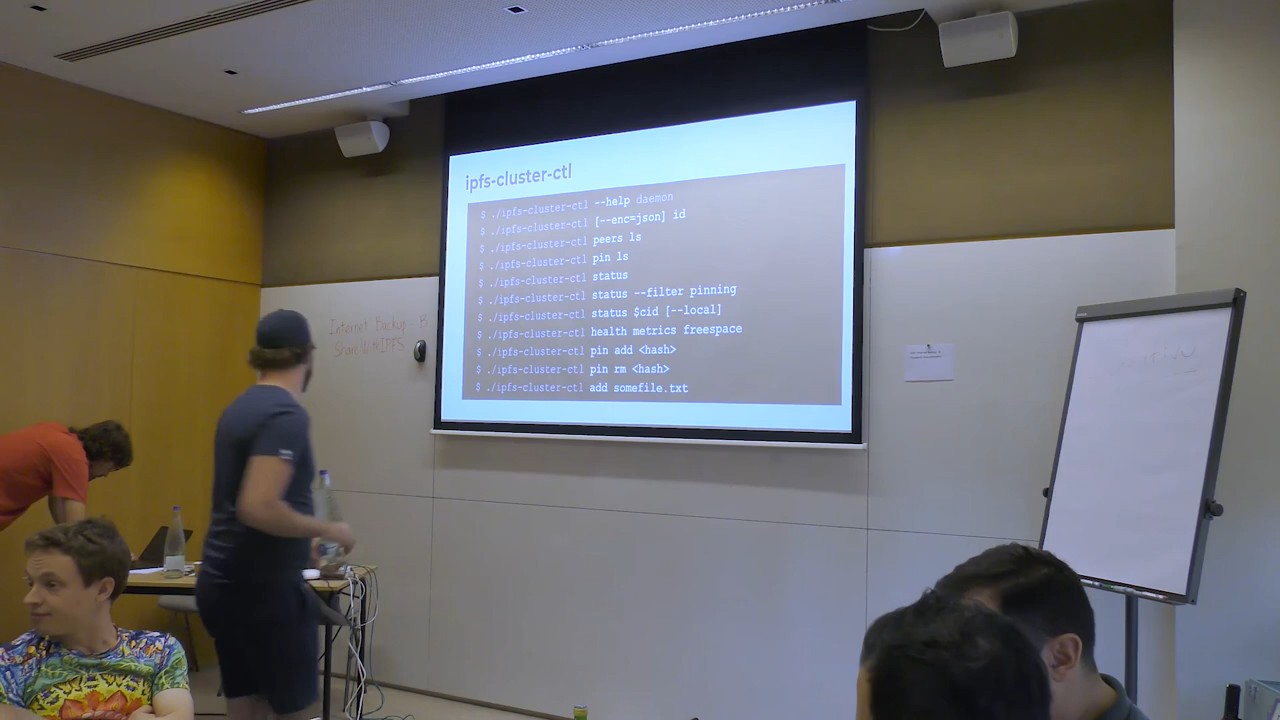 ipfs-cluster-ctl
$ ./ipfs-cluster-ctl --help daemon
$ ./ipfs-cluster-ctl [--enc=json] id
$ ./ipfs-cluster-ctl peers ls
$ ./ipfs-cluster-ctl pin ls
$ ./ipfs-cluster-ctl status
$ ./ipfs-cluster-ctl status --filter pinning
$ ./ipfs-cluster-ctl status $cid [--local]
$ ./ipfs-cluster-ctl health metrics freespace
$ ./ipfs-cluster-ctl pin add <hash>
$ ./ipfs-cluster-ctl pin rm <hash>
$ ./ipfs-cluster-ctl add somefile.txt
Internet Backup - B
Share With IPFS